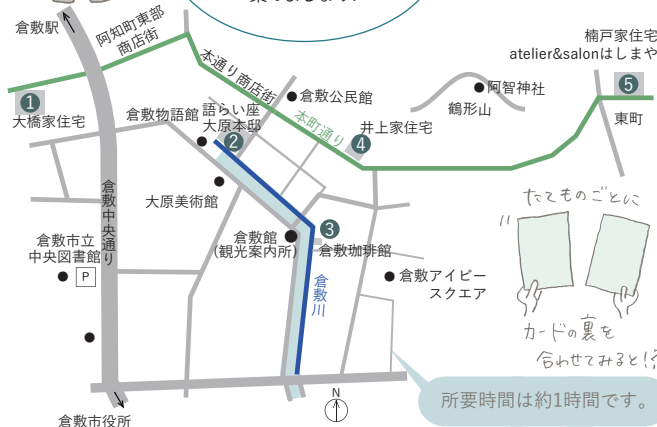 倉敷駅
阿知町東部
商店街
本通り商店街
楠戸家住宅
atelier&salonはしまや
1
大橋家住宅
倉敷物語館
語らい座
大原本邸
2
倉敷公民館
本町通り
4
井上家住宅
阿智神社
鶴形山
5
東町
大原美術館
倉敷中央通り
倉敷市立
中央図書館
P
倉敷館
(観光案内所)
3
倉敷珈琲館
倉敷川
倉敷アイビー
スクエア
たてものごとに
カードの裏を
合わせてみると!?
所要時間は約1時間です。
N
倉敷市役所